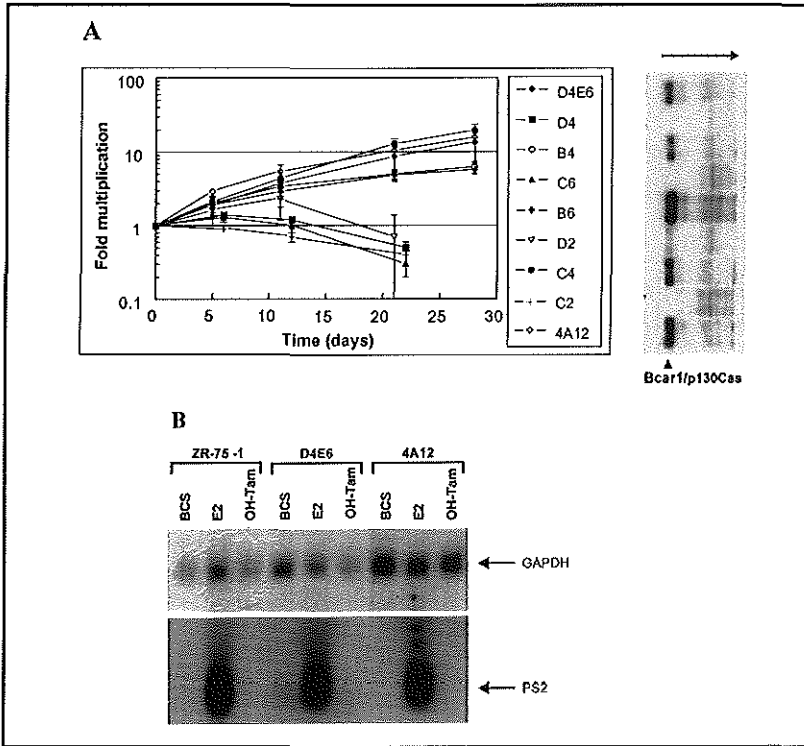 A
100
10
1
0.1
Fold multiplication
0
5
10
15
20
25
30
Time (days)
D4E6
D4
B4
C6
B6
D2
C4
C2
4A12
Bcar1/p130Cas
B
ZR-75 -1
D4E6
4A12
BCS
E2
OH-Tam
BCS
E2
OH-Tam
BCS
E2
OH-Tam
GAPDH
PS2